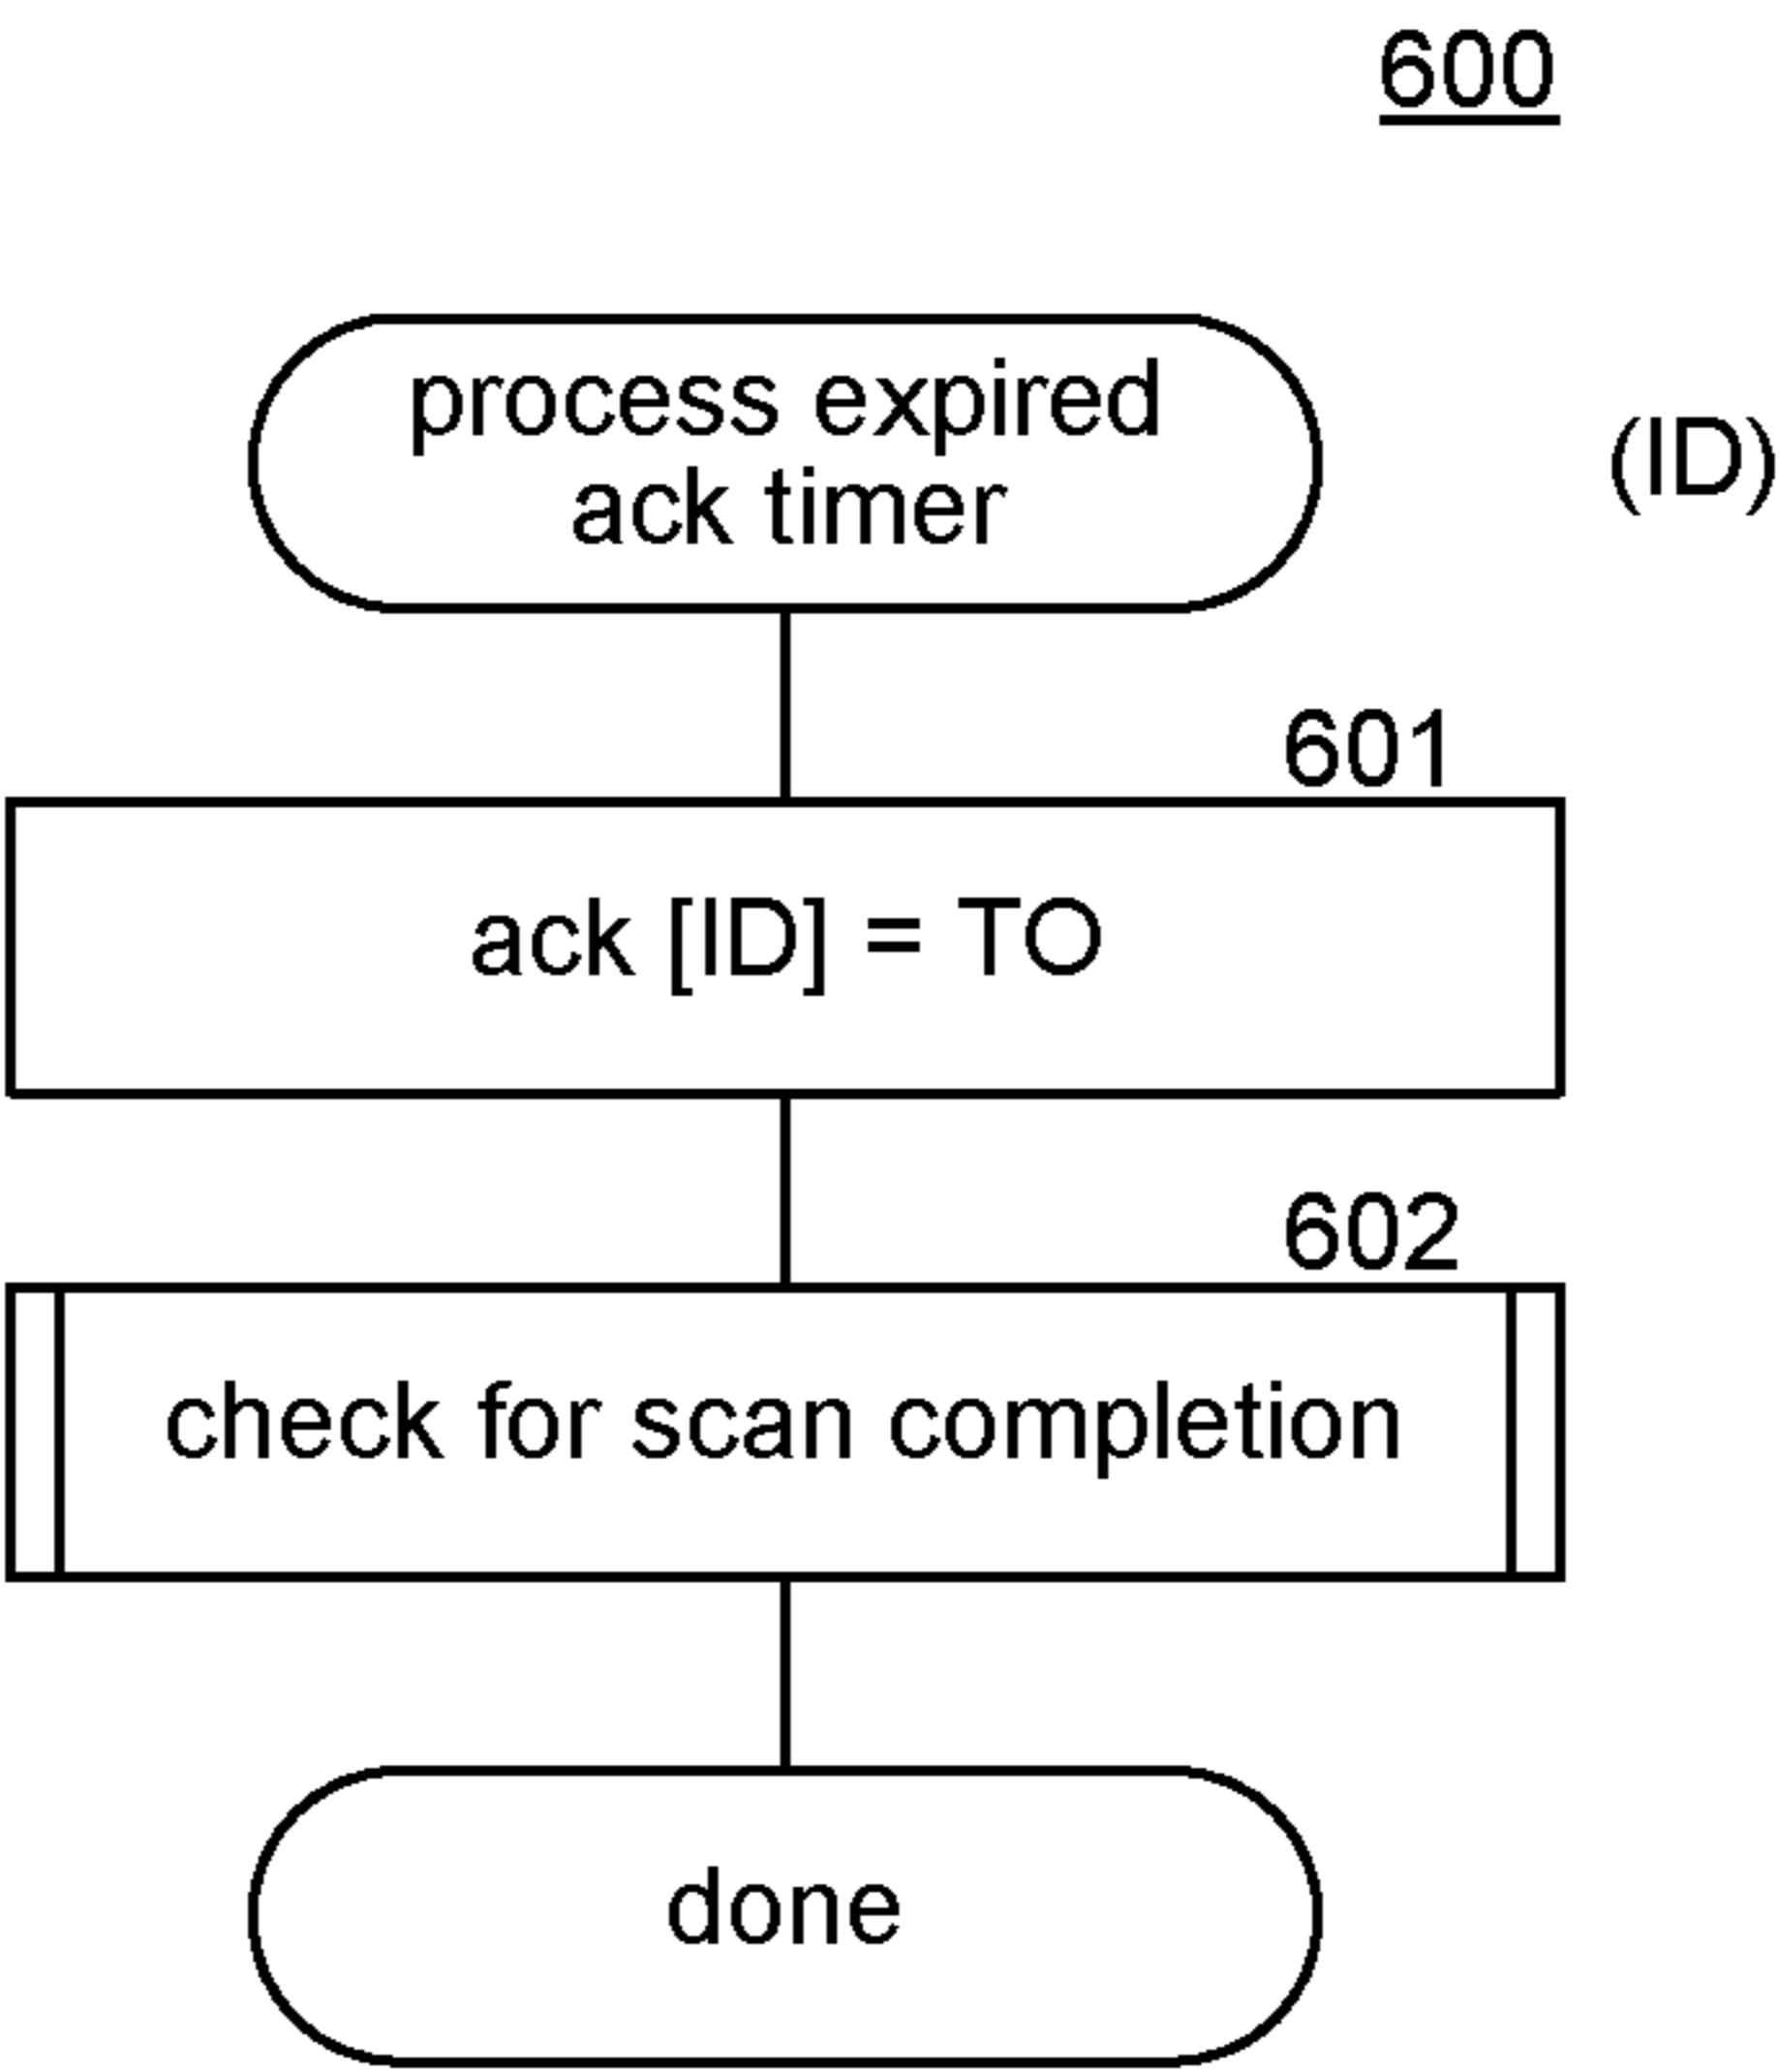 600
process expired
ack timer
(ID)
601
ack [ID] = TO
602
check for scan completion
done